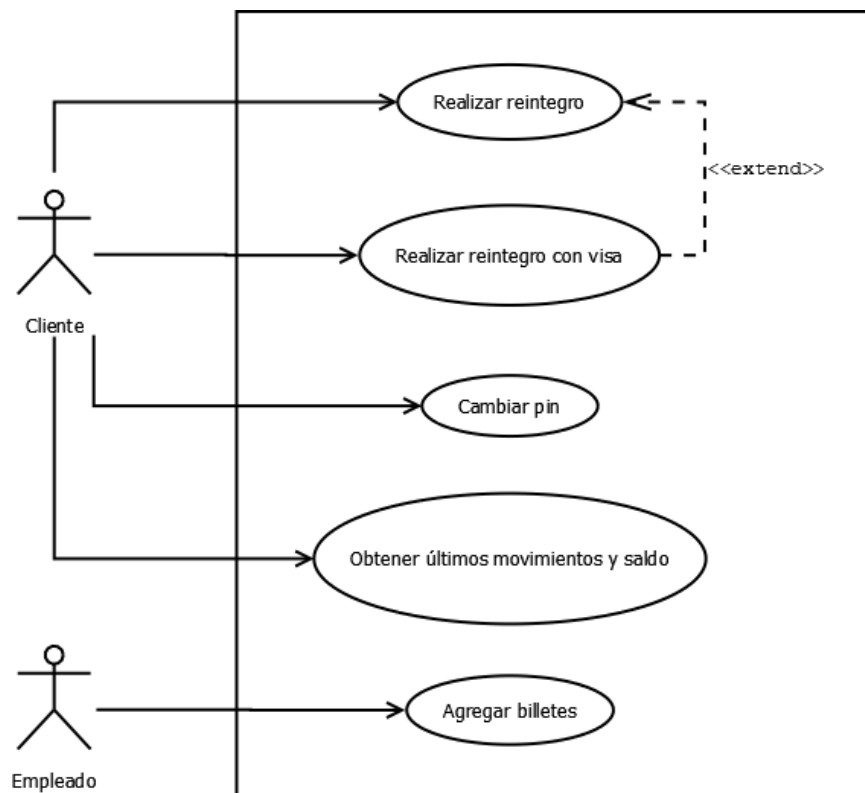 Realizar reintegro
<<extend>>
Realizar reintegro con visa
Cliente
Cambiar pin
Obtener últimos movimientos y saldo
Agregar billetes
Empleado